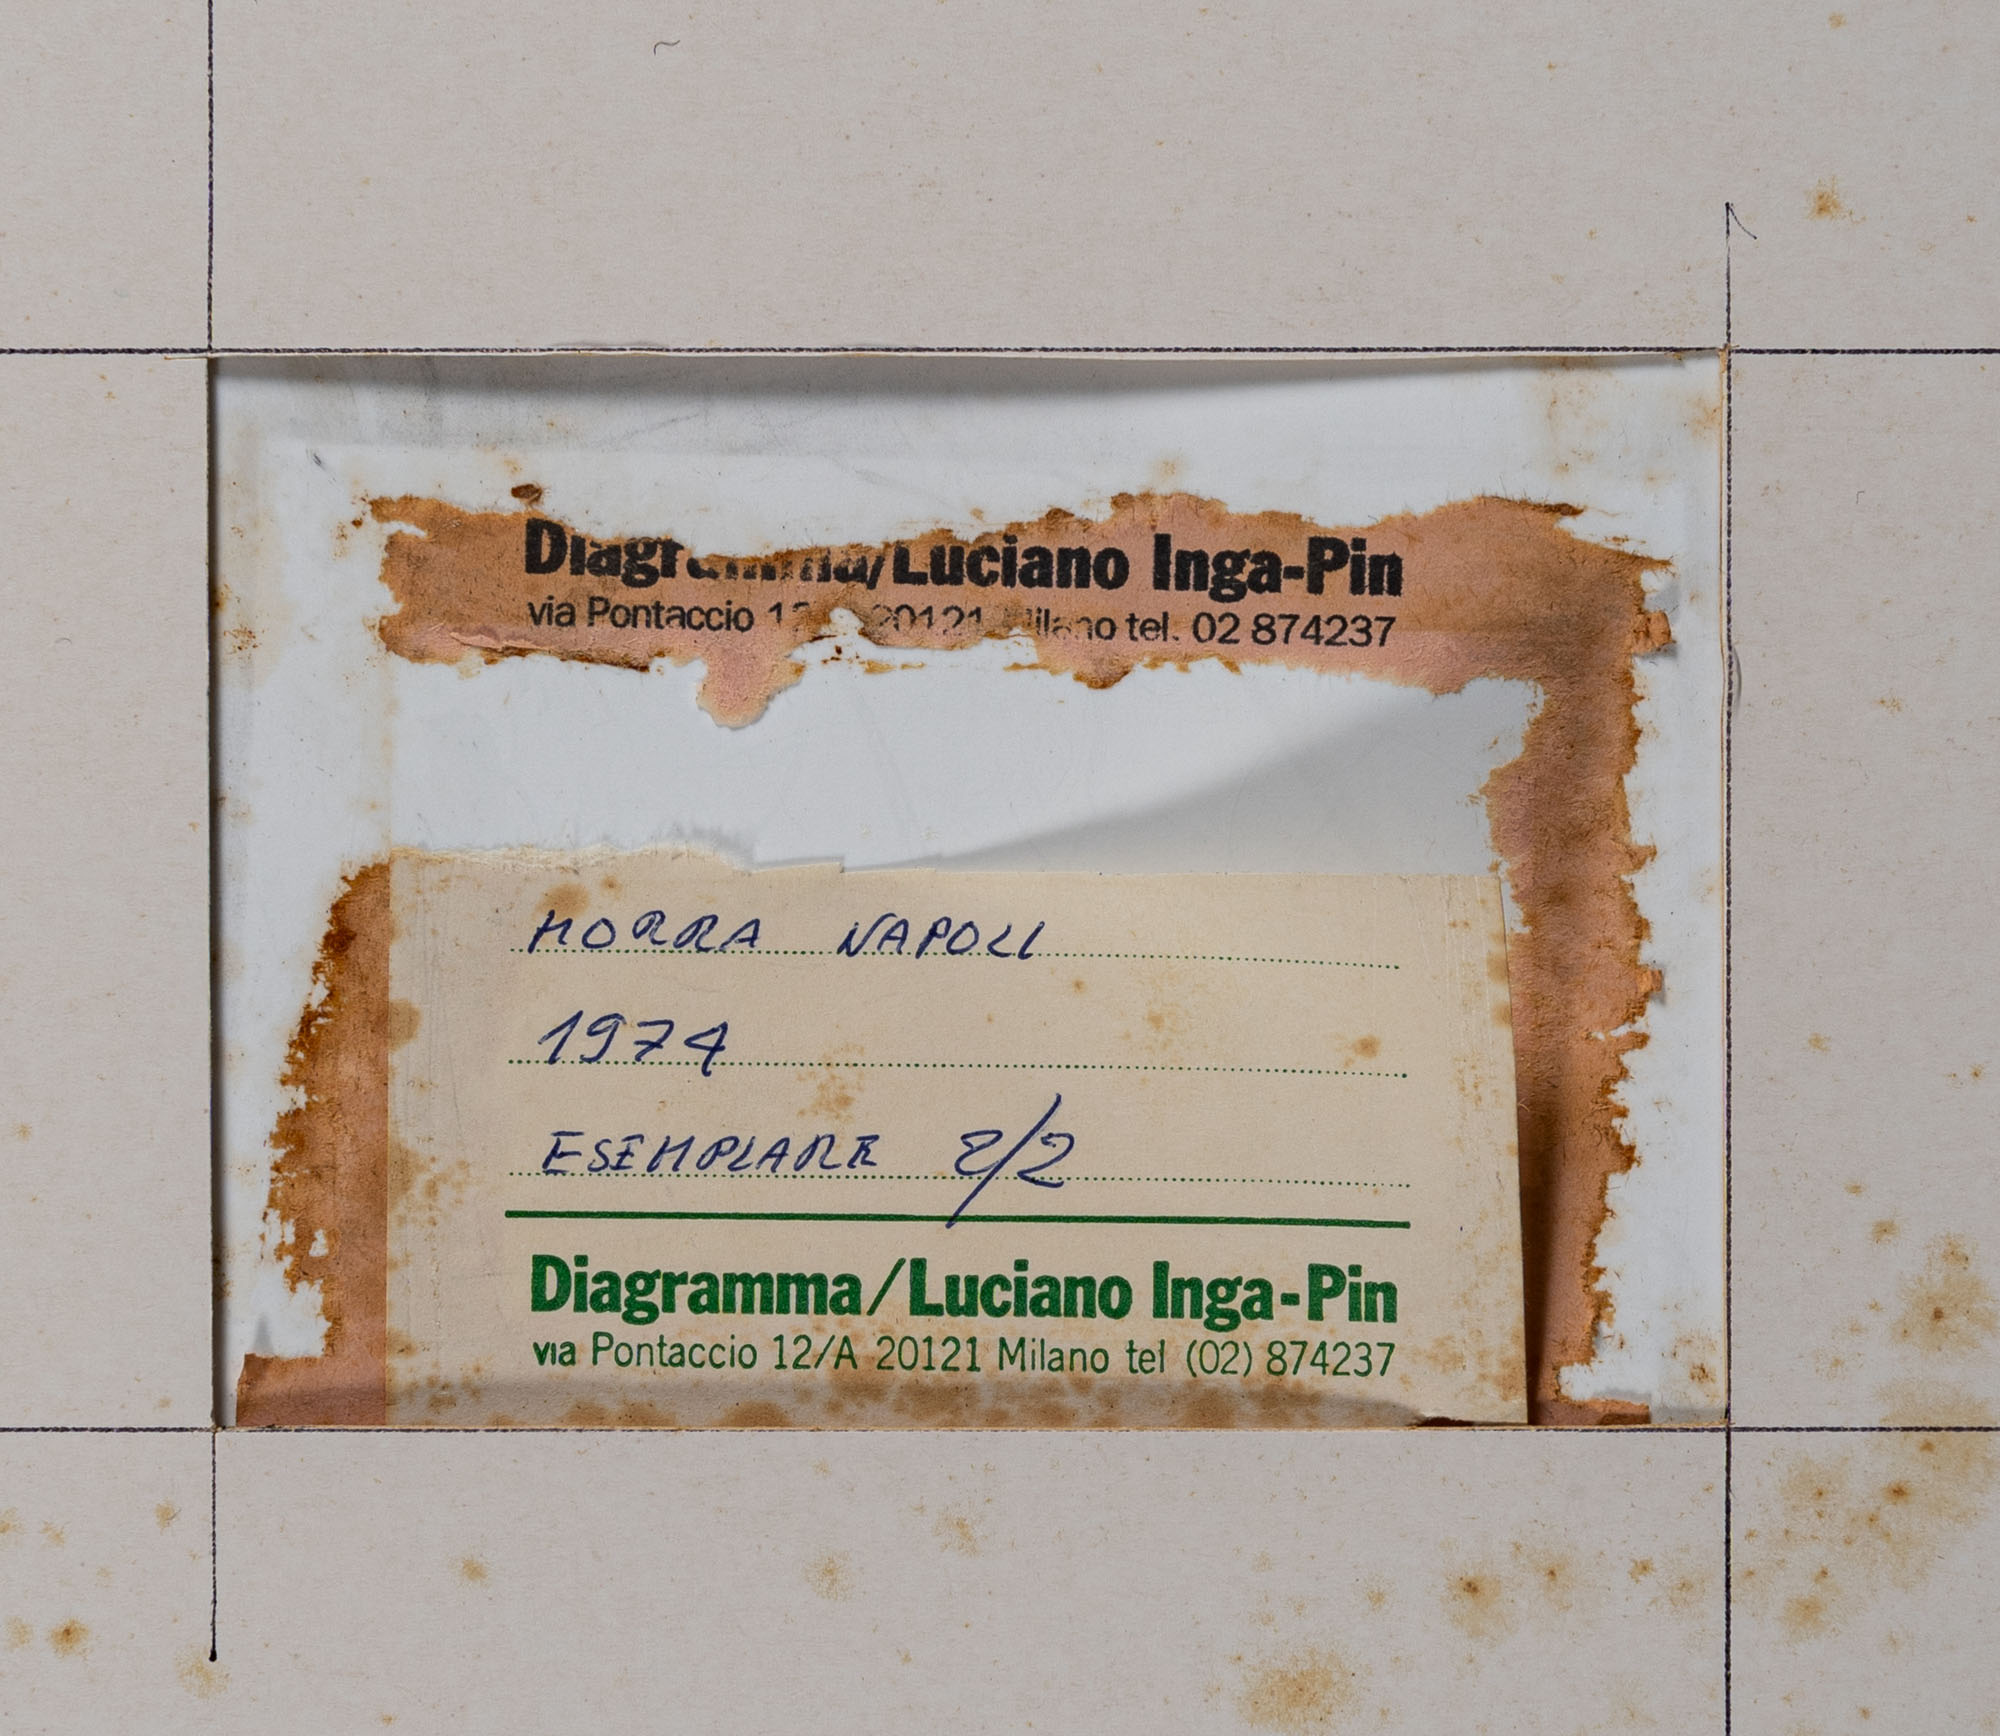 Diagramma/Luciano Inga-Pin
via Pontaccio 20121 Milano tel. 02 874237
MORRA NAPOLI
1974
ESEMPLARE 2/2
Diagramma/Luciano Inga-Pin
via Pontaccio 12/A 20121 Milano tel (02) 874237